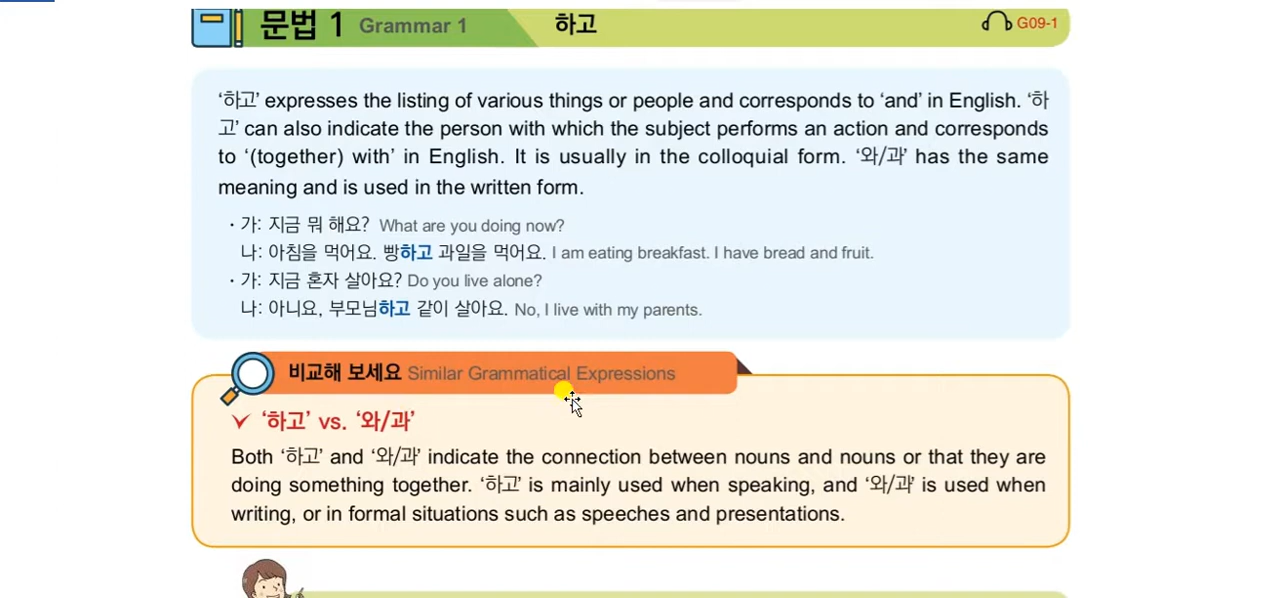 문법 1 Grammar 1 하고 G09-1
‘하고’ expresses the listing of various things or people and corresponds to ‘and’ in English. ‘하
고’ can also indicate the person with which the subject performs an action and corresponds
to ‘(together) with’ in English. It is usually in the colloquial form. ‘와/과’ has the same
meaning and is used in the written form.
· 가: 지금 뭐 해요? What are you doing now?
나: 아침을 먹어요. 빵하고 과일을 먹어요. I am eating breakfast. I have bread and fruit.
· 가: 지금 혼자 살아요? Do you live alone?
나: 아니요, 부모님하고 같이 살아요. No, I live with my parents.
비교해 보세요 Similar Grammatical Expressions
‘하고’ vs. ‘와/과’
Both ‘하고’ and ‘와/과’ indicate the connection between nouns and nouns or that they are
doing something together. ‘하고’ is mainly used when speaking, and ‘와/과’ is used when
writing, or in formal situations such as speeches and presentations.